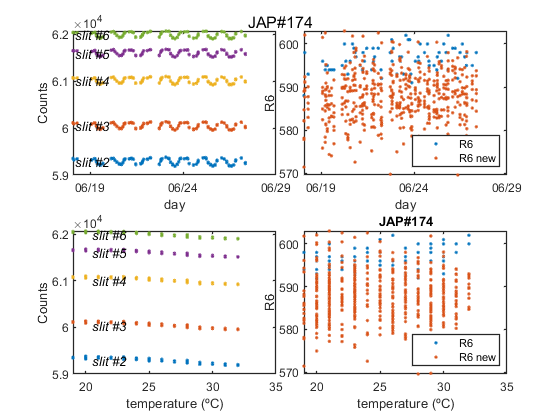 JAP#174
×10⁴
6.2
6.1
6
5.9
Counts
slit #6
slit #5
slit #4
slit #3
slit #2
06/19 06/24 06/29
day
600
590
580
570
R6
R6
R6 new
06/19 06/24 06/29
day
×10⁴
6.2
6.1
6
5.9
Counts
slit #6
slit #5
slit #4
slit #3
slit #2
20 25 30 35
temperature (ºC)
JAP#174
600
590
580
570
R6
R6
R6 new
20 25 30 35
temperature (ºC)